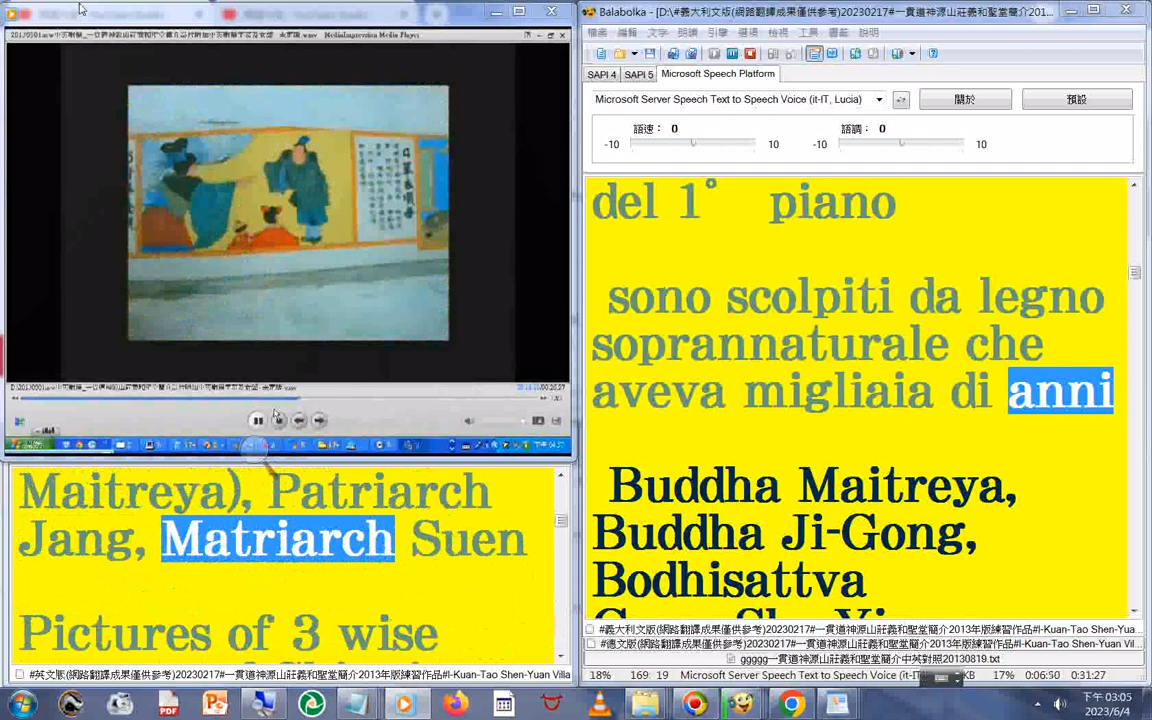 MediaImpression Media Player
Maitreya), Patriarch
Jang, Matriarch Suen
Pictures of 3 wise
#英文版(網路翻譯成果僅供參考)20230217#一貫道神源山莊義和聖堂簡介2013年版練習作品#I-Kuan-Tao Shen-Yuan Villa
Balabolka - [D:\#義大利文版(網路翻譯成果僅供參考)20230217#一貫道神源山莊義和聖堂簡介201...
檔案 編輯 文字 朗讀 引擎 選項 檢視 工具 書籤 說明
SAPI 4 SAPI 5 Microsoft Speech Platform
Microsoft Server Speech Text to Speech Voice (it-IT, Lucia) 關於 預設
語速： 0 語調： 0
-10 10 -10 10
del 1° piano
sono scolpiti da legno
soprannaturale che
aveva migliaia di anni
Buddha Maitreya,
Buddha Ji-Gong,
Bodhisattva
#義大利文版(網路翻譯成果僅供參考)20230217#一貫道神源山莊義和聖堂簡介2013年版練習作品#I-Kuan-Tao Shen-Yua
#德文版(網路翻譯成果僅供參考)20230217#一貫道神源山莊義和聖堂簡介2013年版練習作品#I-Kuan-Tao Shen-Yuan Villa
ggggg一貫道神源山莊義和聖堂簡介中英對照20130819.txt
18% 169: 19 Microsoft Server Speech Text to Speech Voice (it-IT KB 17% 0:06:50 0:31:27
下午 03:05
2023/6/4